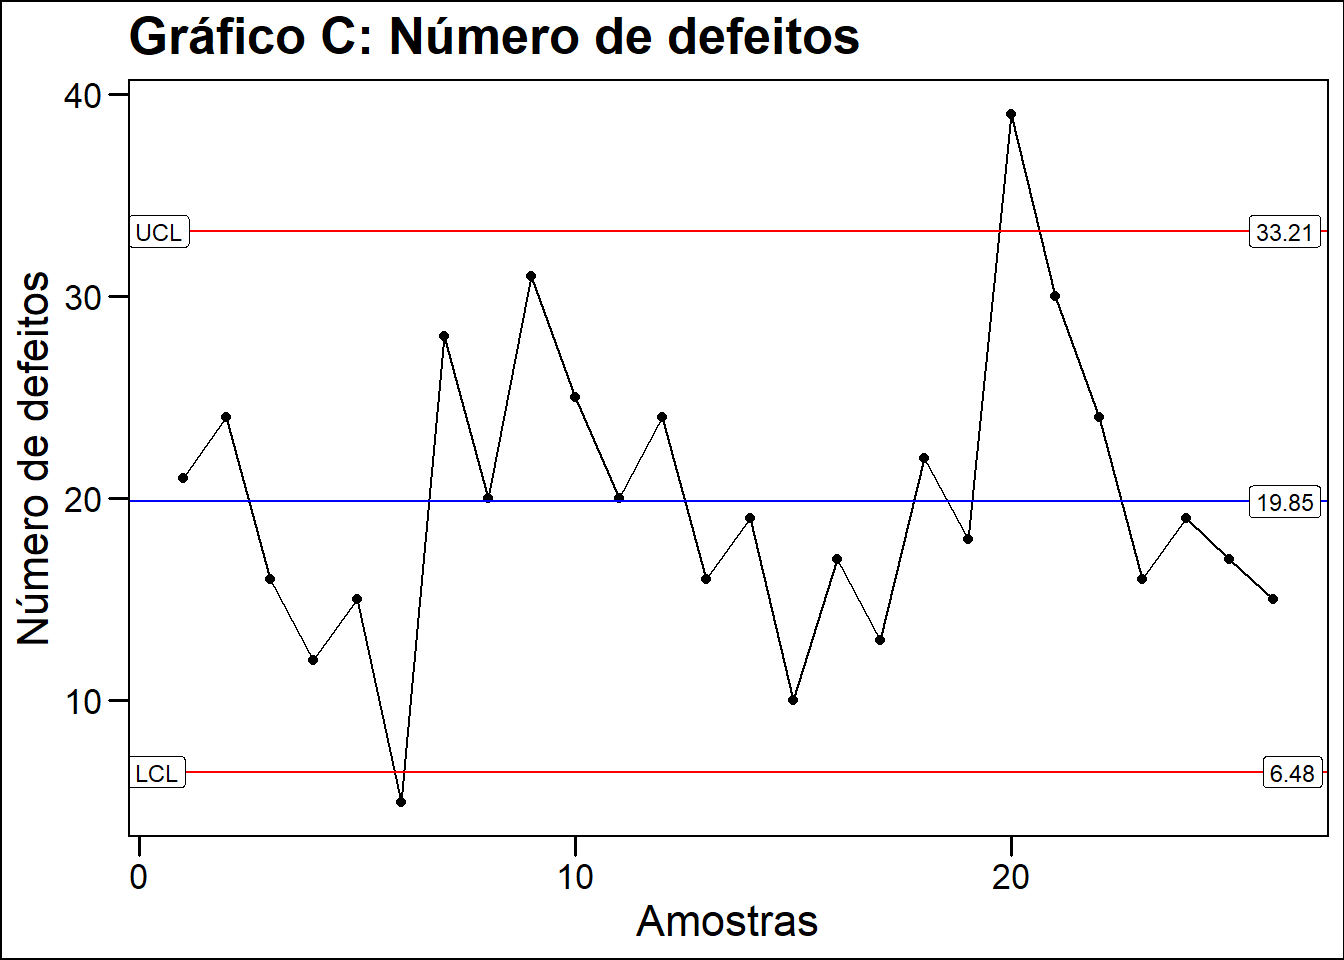 Gráfico C: Número de defeitos
40
30
20
10
Número de defeitos
UCL
33.21
19.85
LCL
6.48
0
10
20
Amostras